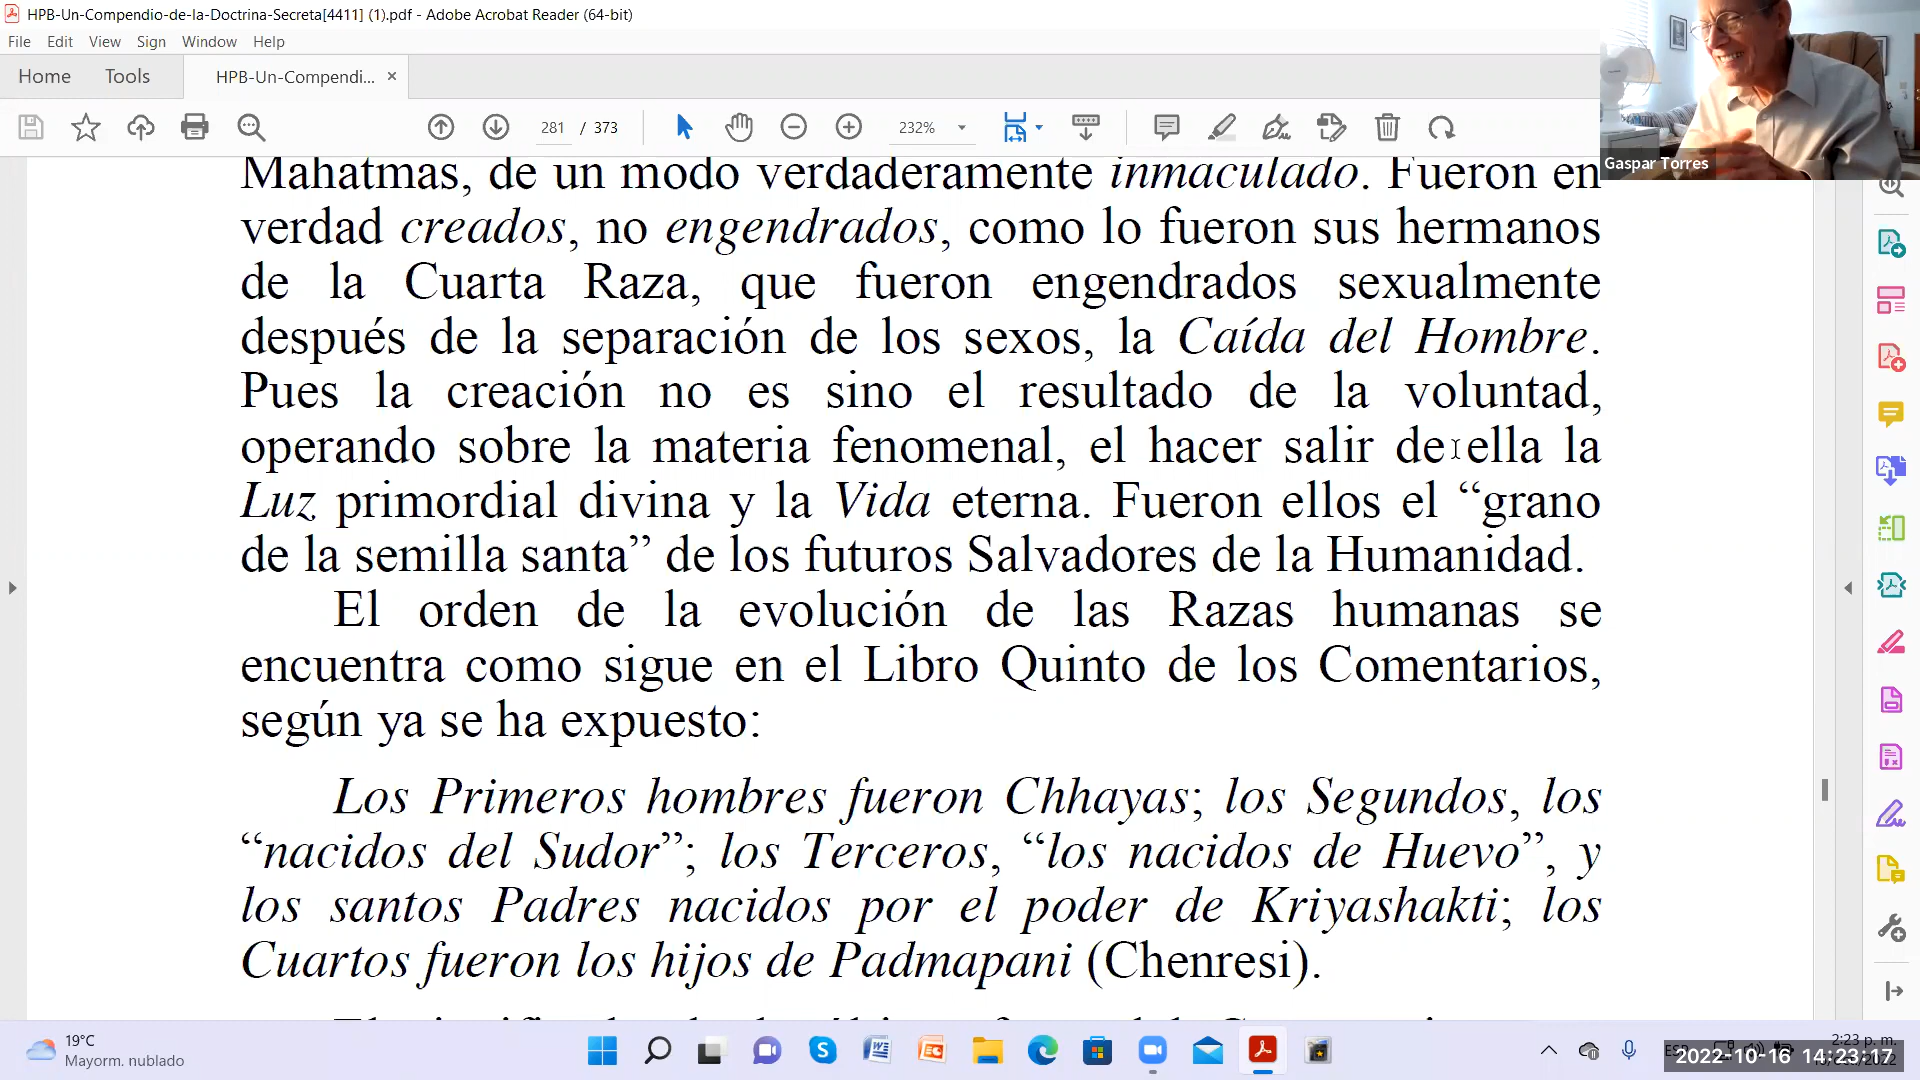 HPB-Un-Compendio-de-la-Doctrina-Secreta[4411] (1).pdf - Adobe Acrobat Reader (64-bit)
File Edit View Sign Window Help
Home Tools HPB-Un-Compendi... ×
281 / 373 232%
Gaspar Torres
Mahatmas, de un modo verdaderamente inmaculado. Fueron en
verdad creados, no engendrados, como lo fueron sus hermanos
de la Cuarta Raza, que fueron engendrados sexualmente
después de la separación de los sexos, la Caída del Hombre.
Pues la creación no es sino el resultado de la voluntad,
operando sobre la materia fenomenal, el hacer salir de ella la
Luz primordial divina y la Vida eterna. Fueron ellos el “grano
de la semilla santa” de los futuros Salvadores de la Humanidad.
El orden de la evolución de las Razas humanas se
encuentra como sigue en el Libro Quinto de los Comentarios,
según ya se ha expuesto:
Los Primeros hombres fueron Chhayas; los Segundos, los
“nacidos del Sudor”; los Terceros, “los nacidos de Huevo”, y
los santos Padres nacidos por el poder de Kriyashakti; los
Cuartos fueron los hijos de Padmapani (Chenresi).
19°C
Mayorm. nublado
2:23 p. m.
2022-10-16 14:23:17